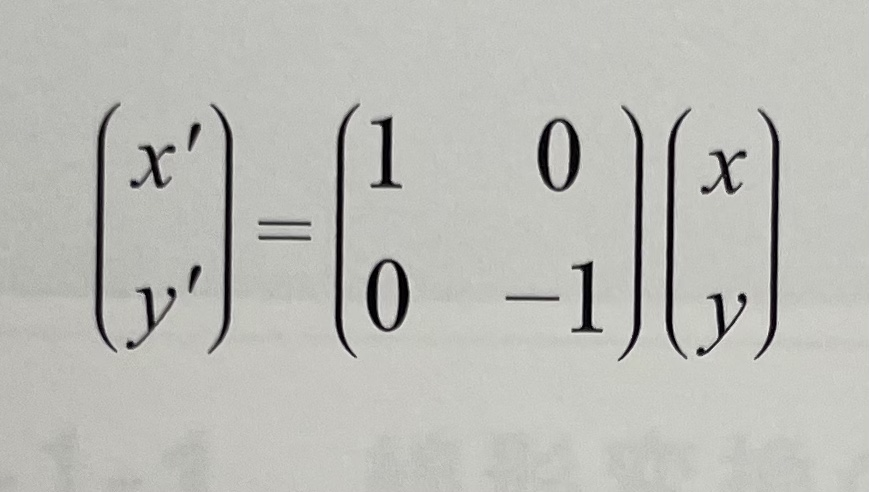 (x′ y′) = (1 0 0 −1)(x y)